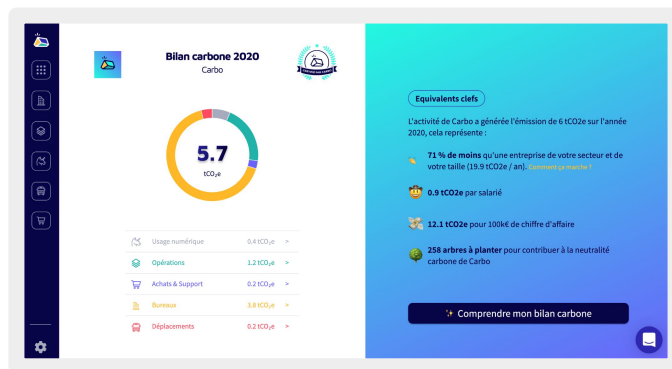 Bilan carbone 2020
Carbo
5.7
tCO₂e
Usage numérique 0.4 tCO₂e >
Opérations 1.2 tCO₂e >
Achats & Support 0.2 tCO₂e >
Bureaux 3.8 tCO₂e >
Déplacements 0.2 tCO₂e >
Equivalents clefs
L'activité de Carbo a générée l'émission de 6 tCO2e sur l'année
2020, cela représente :
71 % de moins qu'une entreprise de votre secteur et de
votre taille (19.9 tCO2e / an). Comment ça marche ?
0.9 tCO2e par salarié
12.1 tCO2e pour 100k€ de chiffre d'affaire
258 arbres à planter pour contribuer à la neutralité
carbone de Carbo
Comprendre mon bilan carbone